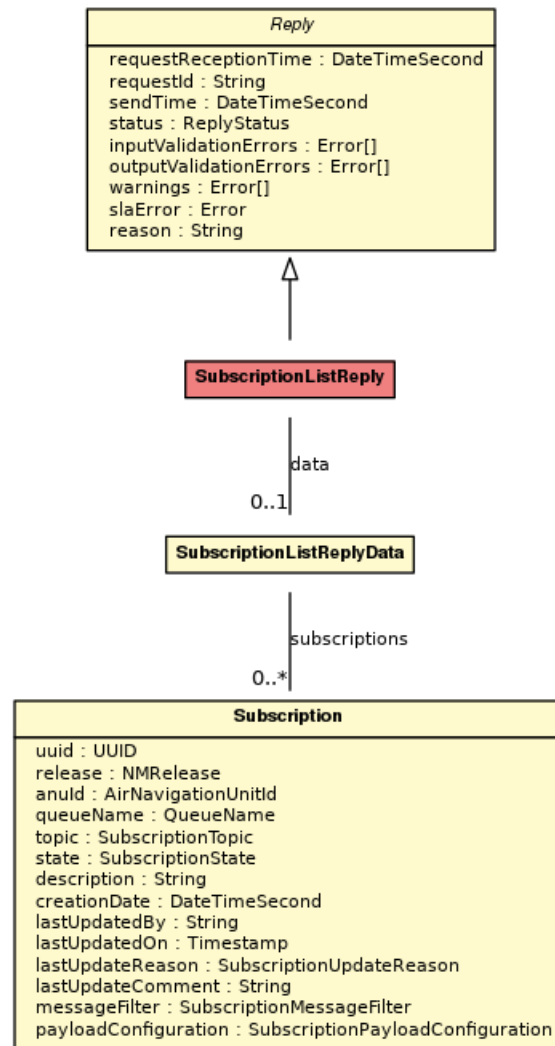 Reply
requestReceptionTime : DateTimeSecond
requestId : String
sendTime : DateTimeSecond
status : ReplyStatus
inputValidationErrors : Error[]
outputValidationErrors : Error[]
warnings : Error[]
slaError : Error
reason : String
SubscriptionListReply
data
0..1
SubscriptionListReplyData
subscriptions
0..*
Subscription
uuid : UUID
release : NMRelease
anuId : AirNavigationUnitId
queueName : QueueName
topic : SubscriptionTopic
state : SubscriptionState
description : String
creationDate : DateTimeSecond
lastUpdatedBy : String
lastUpdatedOn : Timestamp
lastUpdateReason : SubscriptionUpdateReason
lastUpdateComment : String
messageFilter : SubscriptionMessageFilter
payloadConfiguration : SubscriptionPayloadConfiguration